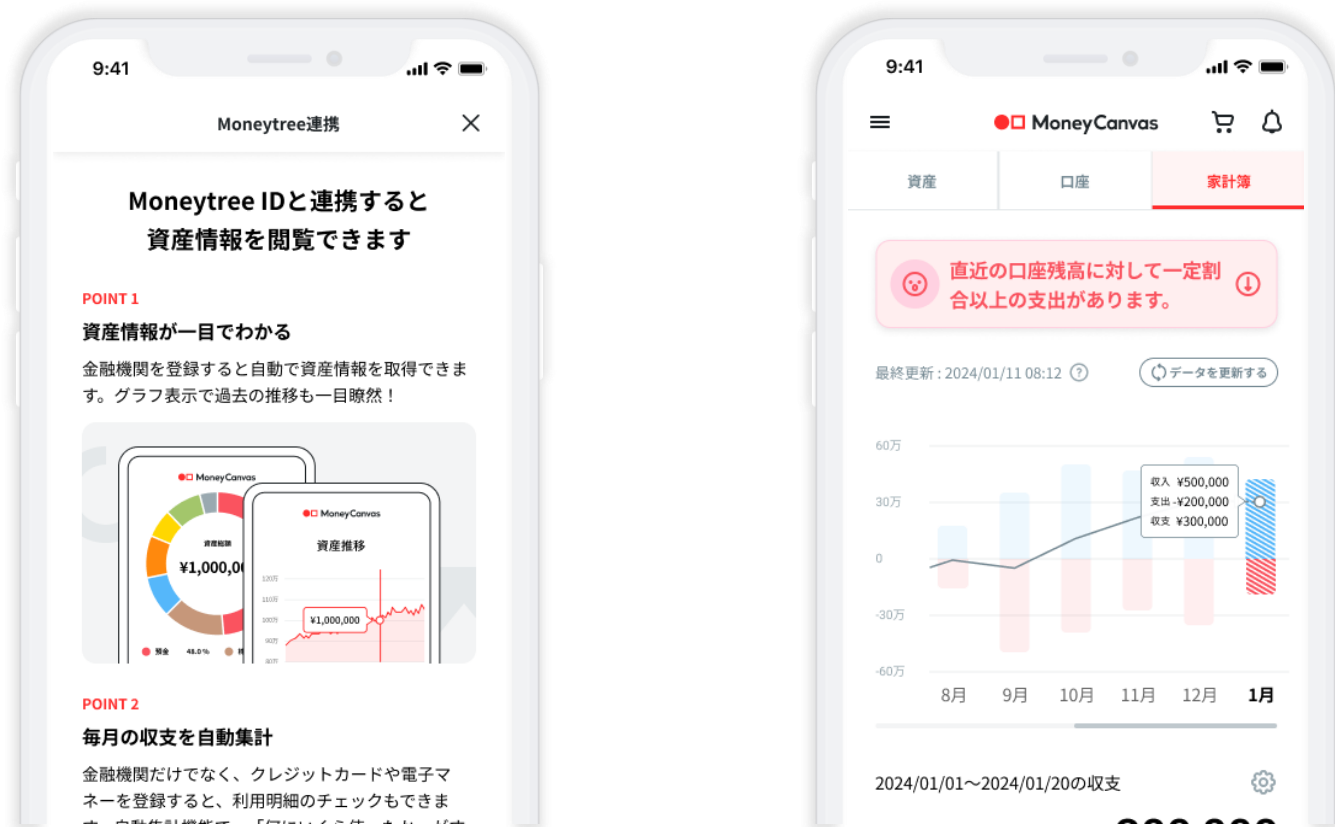 9:41
Moneytree連携
Moneytree IDと連携すると
資産情報を閲覧できます
POINT 1
資産情報が一目でわかる
金融機関を登録すると自動で資産情報を取得できま
す。グラフ表示で過去の推移も一目瞭然！
MoneyCanvas
資産総額
¥1,000,00
預金 48.0%
MoneyCanvas
資産推移
120万
110万
100万
90万
80万
¥1,000,000
POINT 2
毎月の収支を自動集計
金融機関だけでなく、クレジットカードや電子マ
ネーを登録すると、利用明細のチェックもできま
9:41
MoneyCanvas
資産
口座
家計簿
直近の口座残高に対して一定割
合以上の支出があります。
最終更新 : 2024/01/11 08:12 ?
データを更新する
60万
30万
0
-30万
-60万
収入 ¥500,000
支出 -¥200,000
収支 ¥300,000
8月 9月 10月 11月 12月 1月
2024/01/01〜2024/01/20の収支